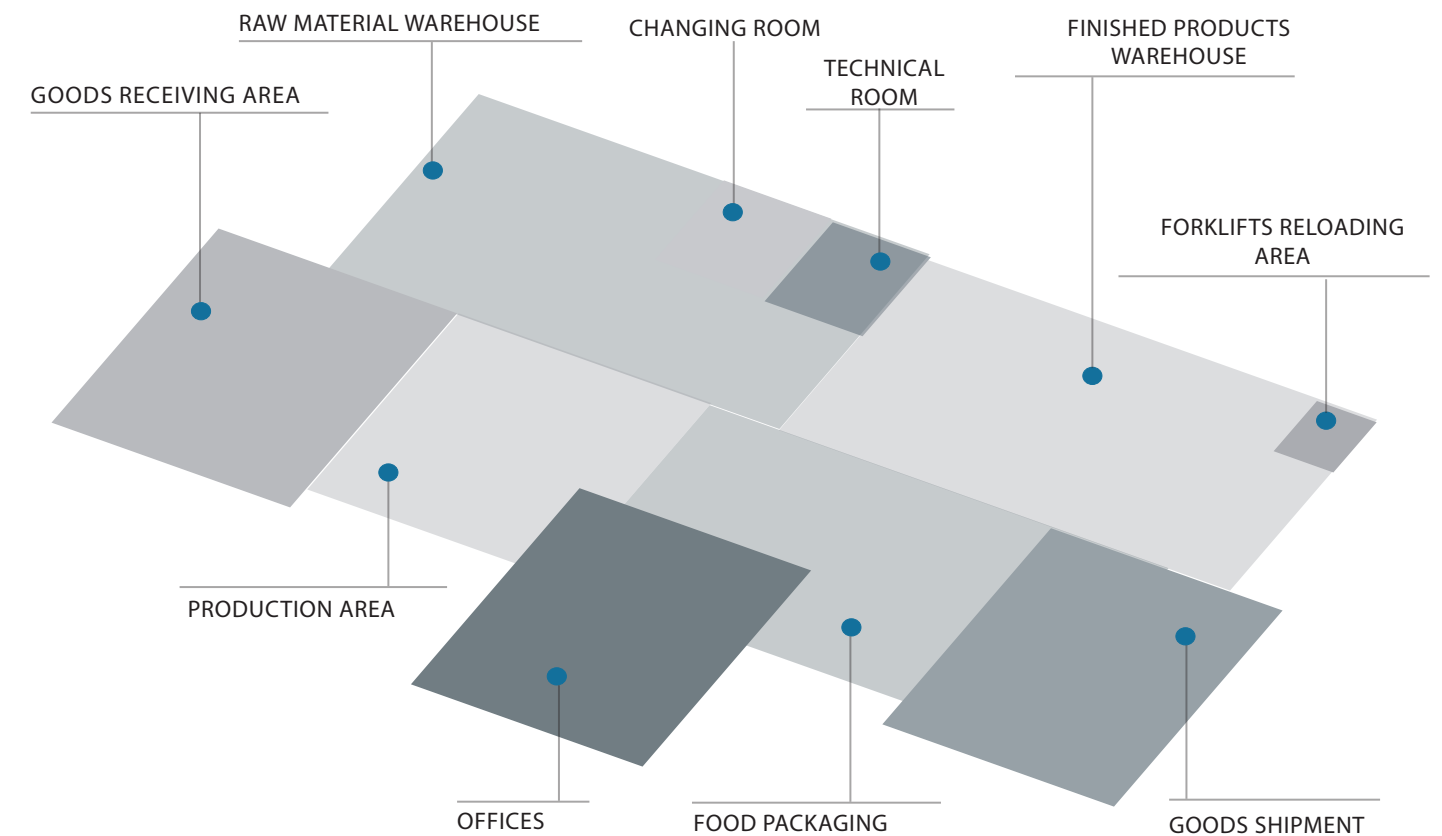 RAW MATERIAL WAREHOUSE
CHANGING ROOM
FINISHED PRODUCTS
WAREHOUSE
TECHNICAL
ROOM
GOODS RECEIVING AREA
FORKLIFTS RELOADING
AREA
PRODUCTION AREA
OFFICES
FOOD PACKAGING
GOODS SHIPMENT